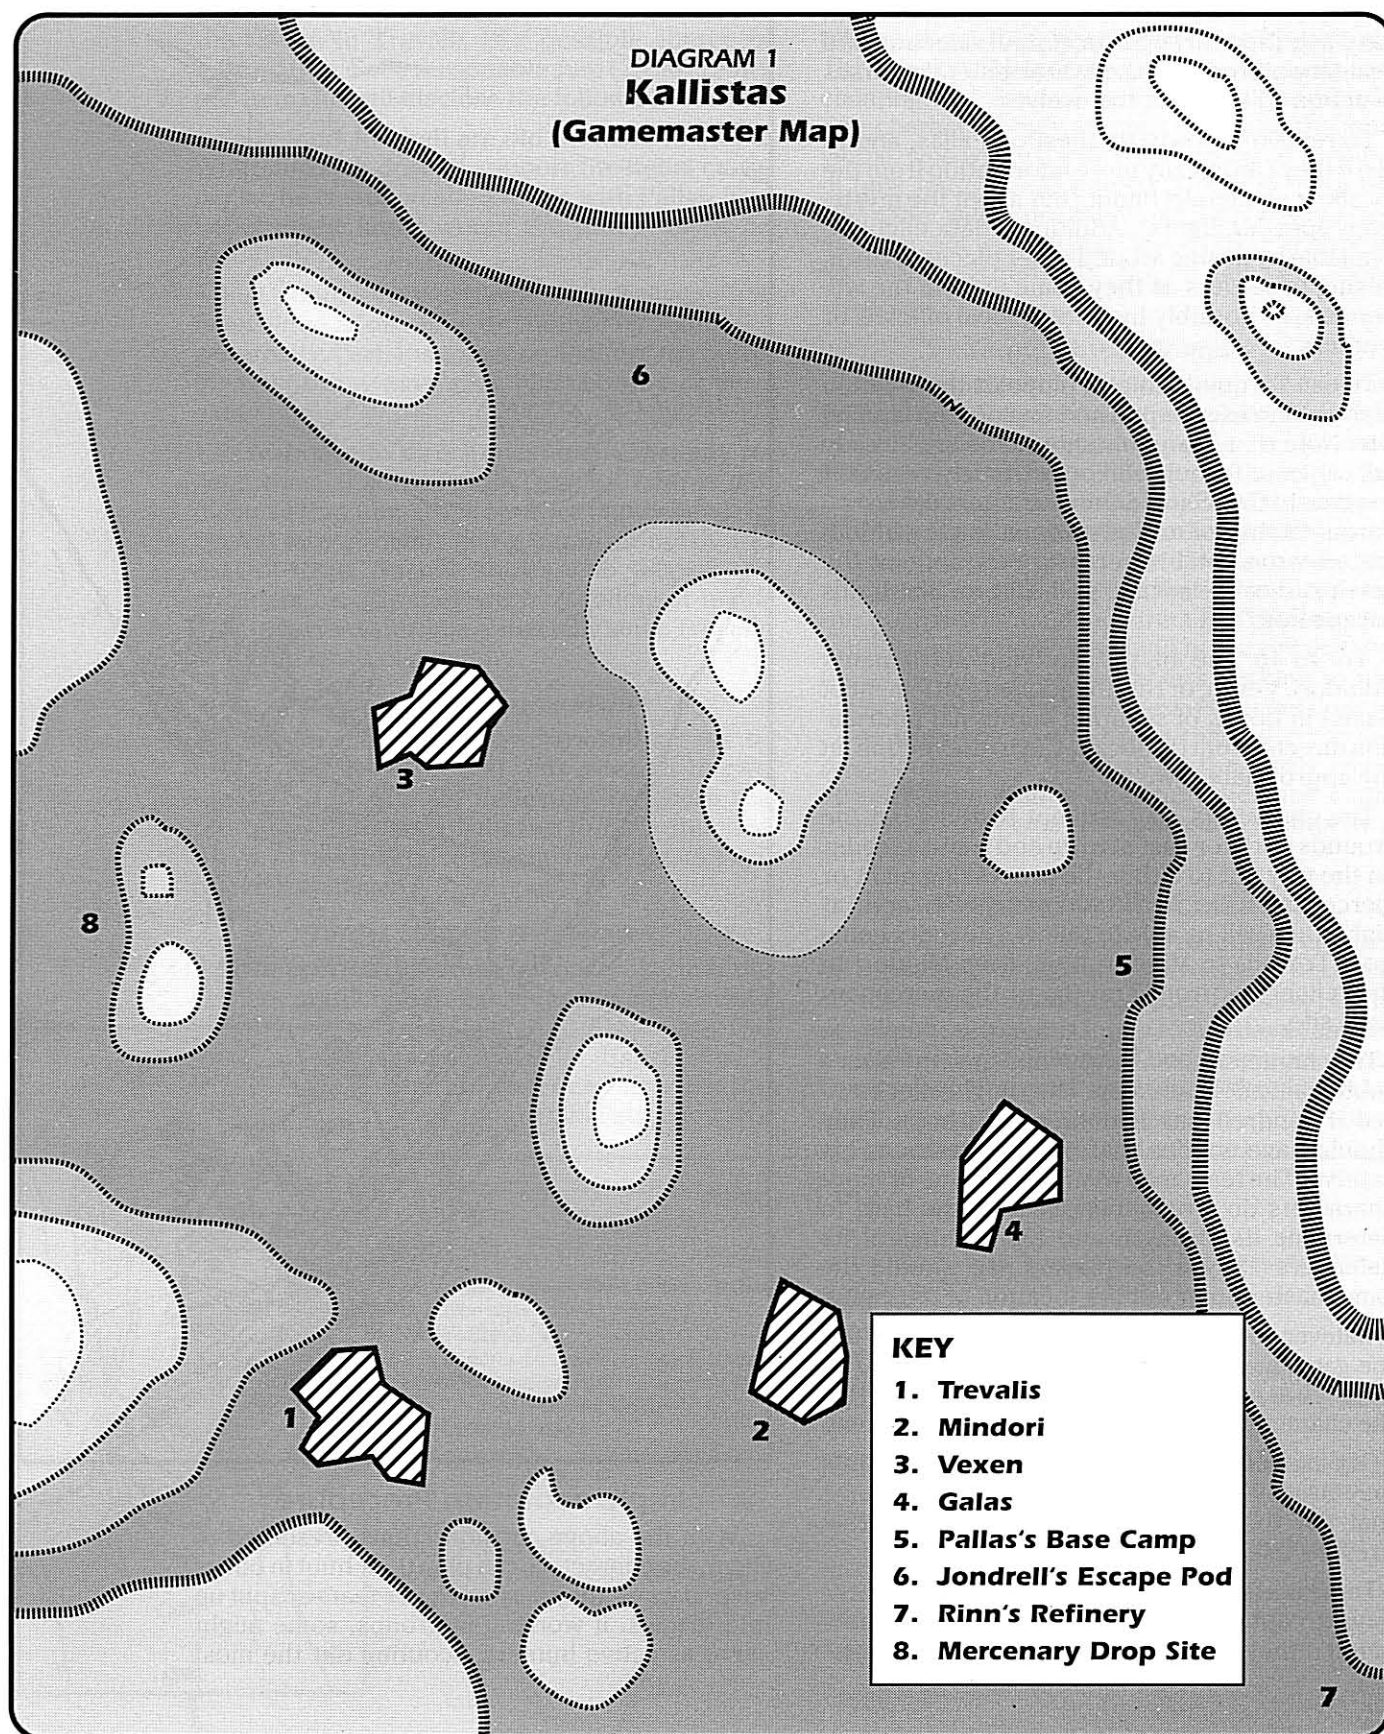 DIAGRAM 1
Kallistas
(Gamemaster Map)
6
3
8
5
4
1
2
KEY
1. Trevalis
2. Mindori
3. Vexen
4. Galas
5. Pallas's Base Camp
6. Jondrell's Escape Pod
7. Rinn's Refinery
8. Mercenary Drop Site
7